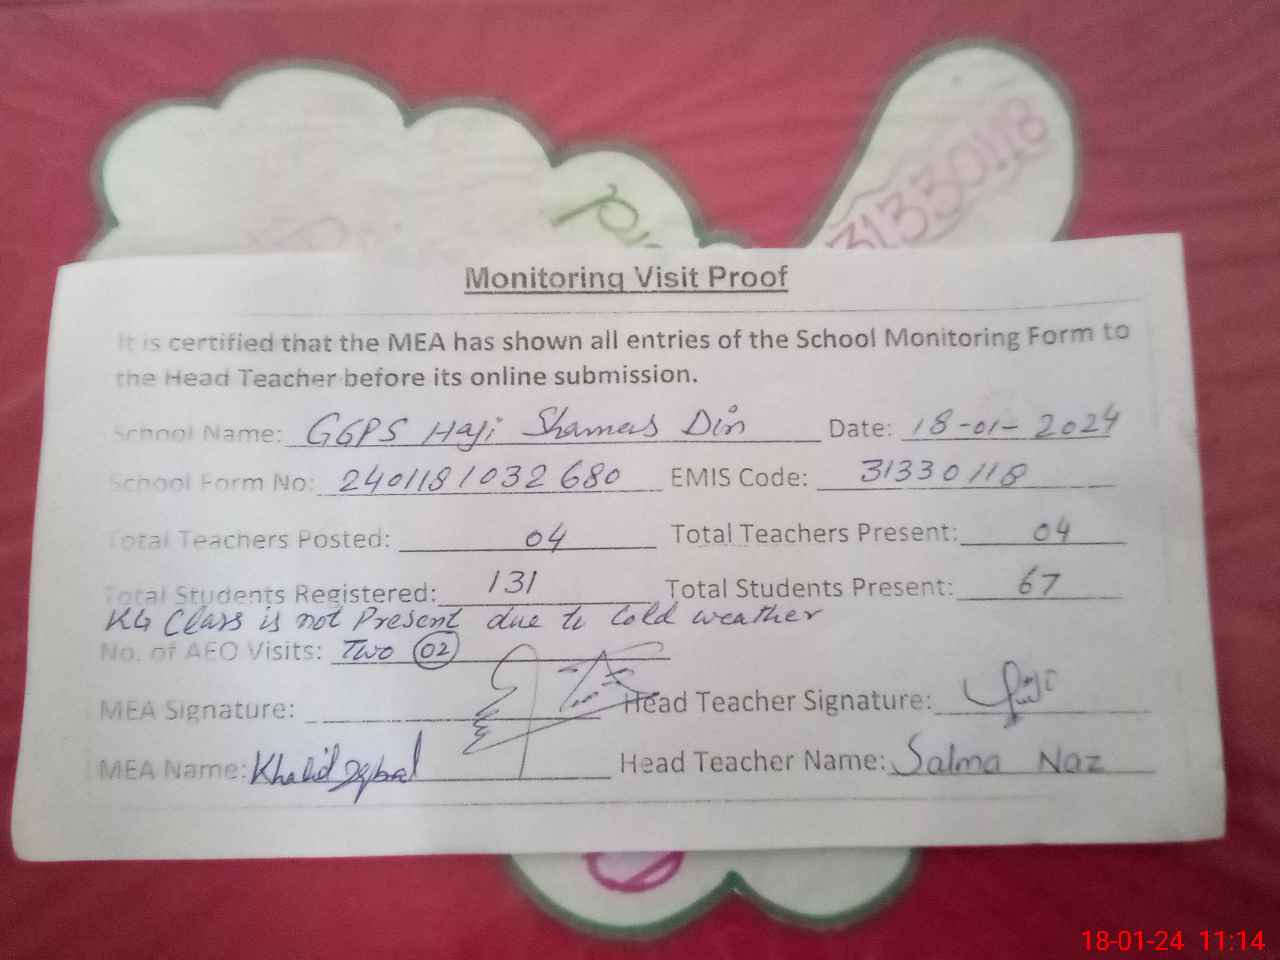 31330118
Monitoring Visit Proof
It is certified that the MEA has shown all entries of the School Monitoring Form to
the Head Teacher before its online submission.
School Name: GGPS Haji Shamas Din Date: 18-01-2024
School Form No: 2401181032680 EMIS Code: 31330118
Total Teachers Posted: 04 Total Teachers Present: 04
Total Students Registered: 131 Total Students Present: 67
KG Class is not Present due to Cold weather
No. of AEO Visits: Two 02
MEA Signature: Head Teacher Signature:
MEA Name: Khalid Iqbal Head Teacher Name: Salma Naz
18-01-24 11:14